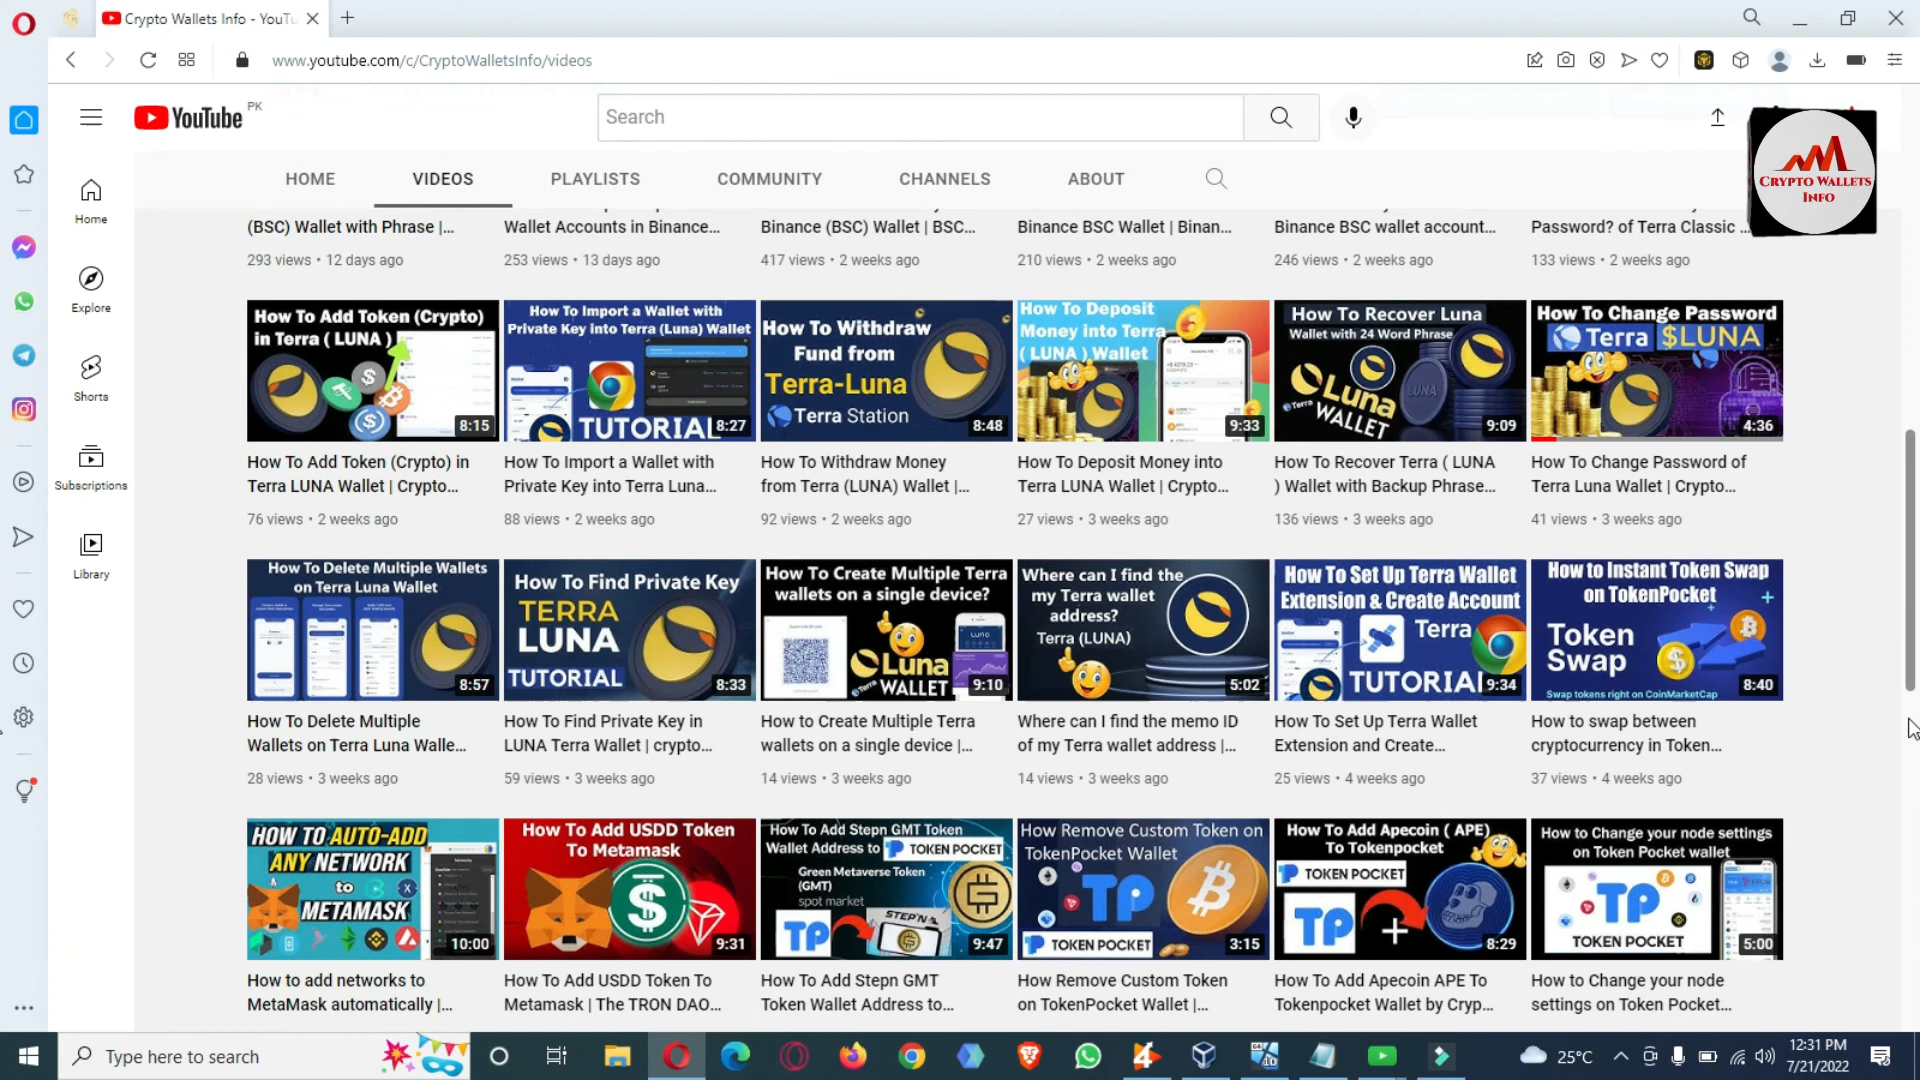 Crypto Wallets Info - YouTu
www.youtube.com/c/CryptoWalletsInfo/videos
YouTube PK
Search
CRYPTO WALLETS
INFO
HOME VIDEOS PLAYLISTS COMMUNITY CHANNELS ABOUT
Home
Explore
Shorts
Subscriptions
Library
(BSC) Wallet with Phrase |...
293 views • 12 days ago
Wallet Accounts in Binance...
253 views • 13 days ago
Binance (BSC) Wallet | BSC...
417 views • 2 weeks ago
Binance BSC Wallet | Binan...
210 views • 2 weeks ago
Binance BSC wallet account...
246 views • 2 weeks ago
Password? of Terra Classic ...
133 views • 2 weeks ago
How To Add Token (Crypto)
in Terra ( LUNA )
8:15
How To Add Token (Crypto) in
Terra LUNA Wallet | Crypto...
76 views • 2 weeks ago
How To Import a Wallet with
Private Key into Terra (Luna) Wallet
TUTORIAL
8:27
How To Import a Wallet with
Private Key into Terra Luna...
88 views • 2 weeks ago
How To Withdraw
Fund from
Terra-Luna
Terra Station
8:48
How To Withdraw Money
from Terra (LUNA) Wallet |...
92 views • 2 weeks ago
How To Deposit
Money into Terra
( LUNA ) Wallet
9:33
How To Deposit Money into
Terra LUNA Wallet | Crypto...
27 views • 3 weeks ago
How To Recover Luna
Wallet with 24 Word Phrase
LUNA
Terra Luna
WALLET
9:09
How To Recover Terra ( LUNA
) Wallet with Backup Phrase...
136 views • 3 weeks ago
How To Change Password
Terra $LUNA
4:36
How To Change Password of
Terra Luna Wallet | Crypto...
41 views • 3 weeks ago
How To Delete Multiple Wallets
on Terra Luna Wallet
8:57
How To Delete Multiple
Wallets on Terra Luna Walle...
28 views • 3 weeks ago
How To Find Private Key
TERRA
LUNA
TUTORIAL
8:33
How To Find Private Key in
LUNA Terra Wallet | crypto...
59 views • 3 weeks ago
How To Create Multiple Terra
wallets on a single device?
LUNA
Luna
Terra WALLET
9:10
How to Create Multiple Terra
wallets on a single device |...
14 views • 3 weeks ago
Where can I find the
my Terra wallet
address?
Terra (LUNA)
5:02
Where can I find the memo ID
of my Terra wallet address |...
14 views • 3 weeks ago
How To Set Up Terra Wallet
Extension & Create Account
Terra
TUTORIAL
9:34
How To Set Up Terra Wallet
Extension and Create...
25 views • 4 weeks ago
How to Instant Token Swap
on TokenPocket
Token
Swap
Swap tokens right on CoinMarketCap
8:40
How to swap between
cryptocurrency in Token...
37 views • 4 weeks ago
HOW TO AUTO-ADD
ANY NETWORK
to
METAMASK
10:00
How to add networks to
MetaMask automatically |...
How To Add USDD Token
To Metamask
9:31
How To Add USDD Token To
Metamask | The TRON DAO...
How To Add Stepn GMT Token
Wallet Address to TOKEN POCKET
Green Metaverse Token
(GMT)
spot market
TP
STEP'N
9:47
How To Add Stepn GMT
Token Wallet Address to...
How Remove Custom Token on
TokenPocket Wallet
TP
TOKEN POCKET
3:15
How Remove Custom Token
on TokenPocket Wallet |...
How To Add Apecoin ( APE)
To Tokenpocket
TOKEN POCKET
TP
8:29
How To Add Apecoin APE To
Tokenpocket Wallet by Cryp...
How to Change your node settings
on Token Pocket wallet
TP
TOKEN POCKET
5:00
How to Change your node
settings on Token Pocket...
Type here to search
25°C
12:31 PM
7/21/2022